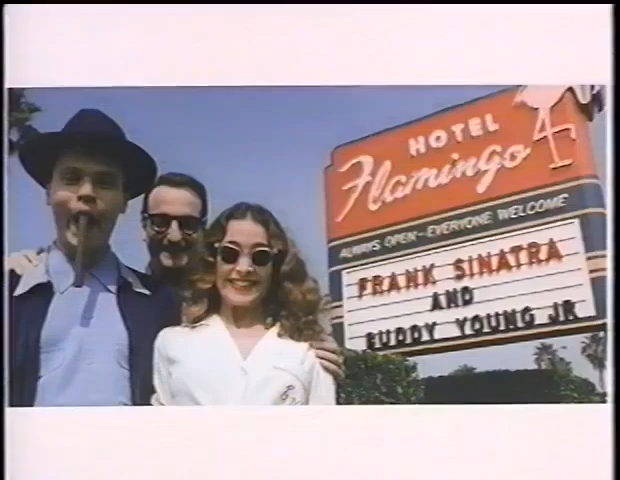 HOTEL
Flamingo
ALWAYS OPEN-EVERYONE WELCOME
FRANK SINATRA
AND
BUDDY YOUNG JR